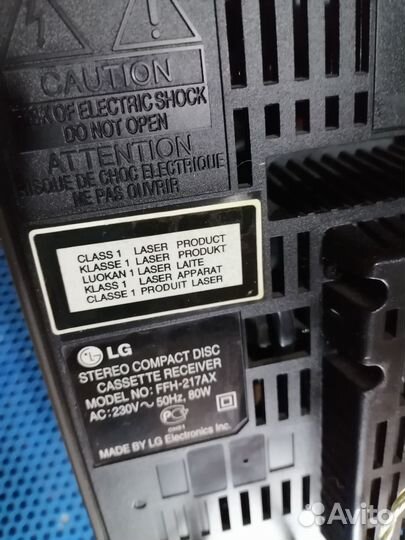 CAUTION
OF ELECTRIC SHOCK
DO NOT OPEN
ATTENTION
RISQUE DE CHOC ELECTRIQUE
NE PAS OUVRIR
CLASS 1 LASER PRODUCT
KLASSE 1 LASER PRODUKT
LUOKAN 1 LASER LAITE
KLASS 1 LASER APPARAT
CLASSE 1 PRODUIT LASER
LG
STEREO COMPACT DISC
CASSETTE RECEIVER
MODEL NO: FFH-217AX
AC: 230V~ 50Hz, 80W
MADE BY LG Electronics Inc.
Avito